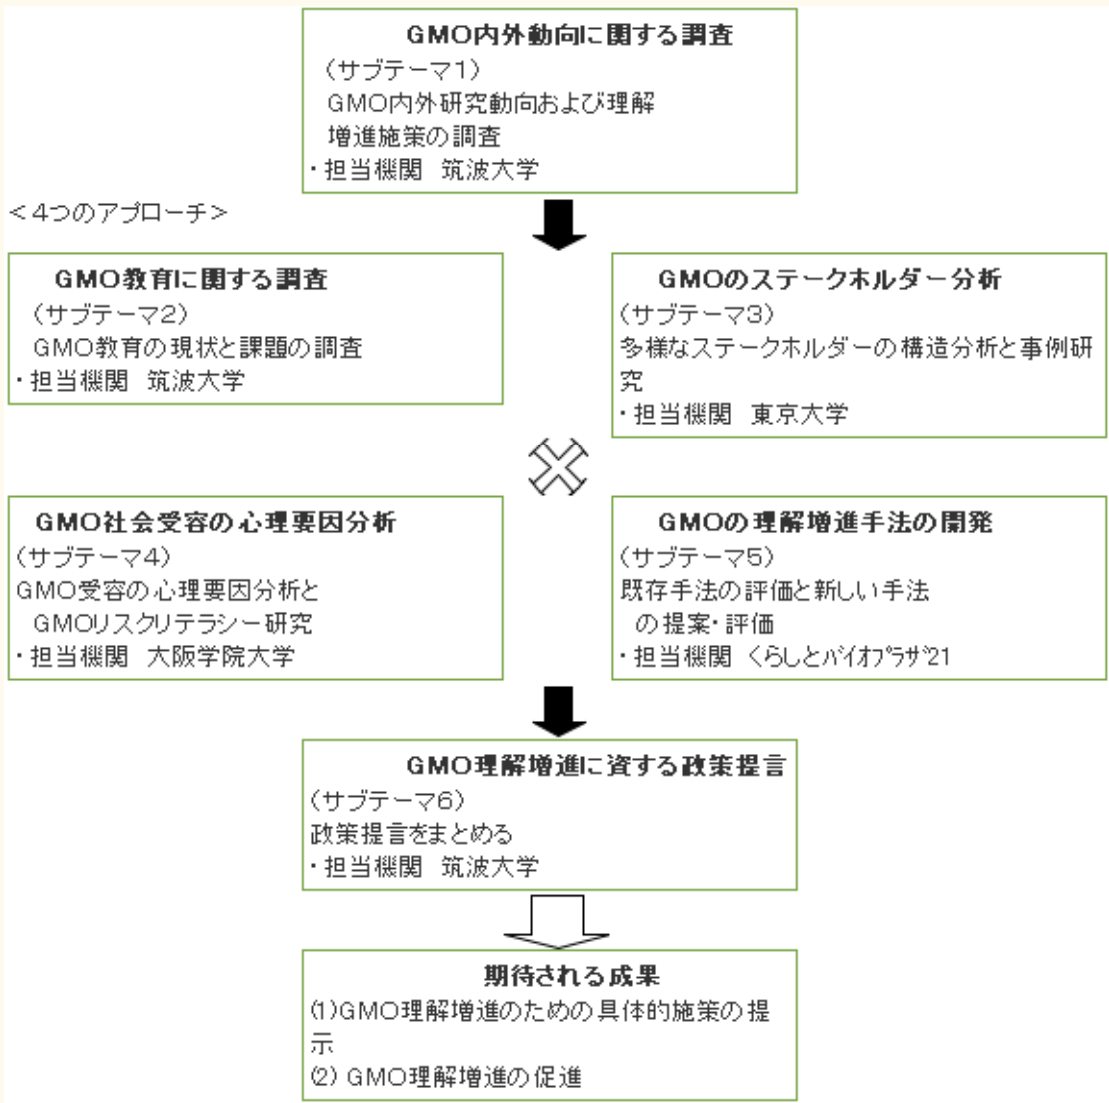 GMO内外動向に関する調査
（サブテーマ1）
GMO内外研究動向および理解
増進施策の調査
・担当機関　筑波大学
＜4つのアプローチ＞
GMO教育に関する調査
（サブテーマ2）
GMO教育の現状と課題の調査
・担当機関　筑波大学
GMOのステークホルダー分析
（サブテーマ3）
多様なステークホルダーの構造分析と事例研
究
・担当機関　東京大学
GMO社会受容の心理要因分析
（サブテーマ4）
GMO受容の心理要因分析と
GMOリスクリテラシー研究
・担当機関　大阪学院大学
GMOの理解増進手法の開発
（サブテーマ5）
既存手法の評価と新しい手法
の提案・評価
・担当機関　くらしとﾊﾞｲｵﾌﾟﾗｻﾞ21
GMO理解増進に資する政策提言
（サブテーマ6）
政策提言をまとめる
・担当機関　筑波大学
期待される成果
(1)GMO理解増進のための具体的施策の提
示
(2) GMO理解増進の促進